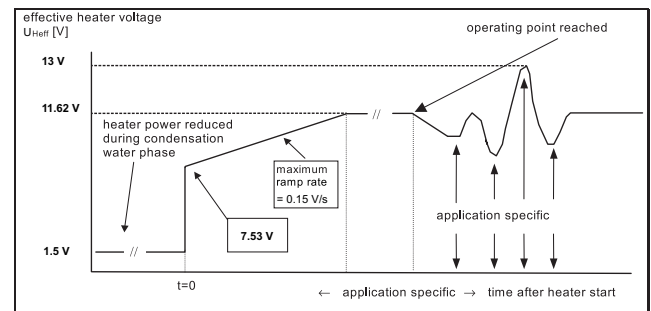 effective heater voltage
UHeff [V]
operating point reached
13 V
11.62 V
heater power reduced
during condensation
water phase
//
maximum
ramp rate
= 0.15 V/s
7.53 V
application specific
1.5 V
//
t=0
← application specific → time after heater start